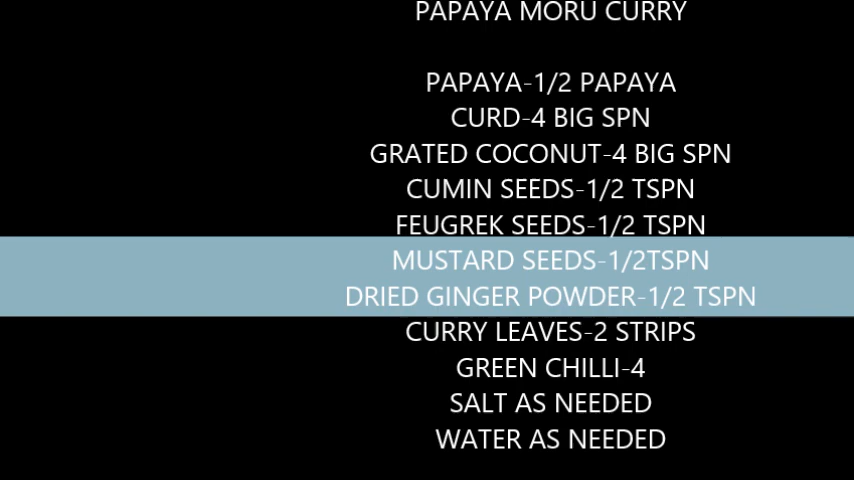 PAPAYA MORU CURRY
PAPAYA-1/2 PAPAYA
CURD-4 BIG SPN
GRATED COCONUT-4 BIG SPN
CUMIN SEEDS-1/2 TSPN
FEUGREK SEEDS-1/2 TSPN
MUSTARD SEEDS-1/2TSPN
DRIED GINGER POWDER-1/2 TSPN
CURRY LEAVES-2 STRIPS
GREEN CHILLI-4
SALT AS NEEDED
WATER AS NEEDED